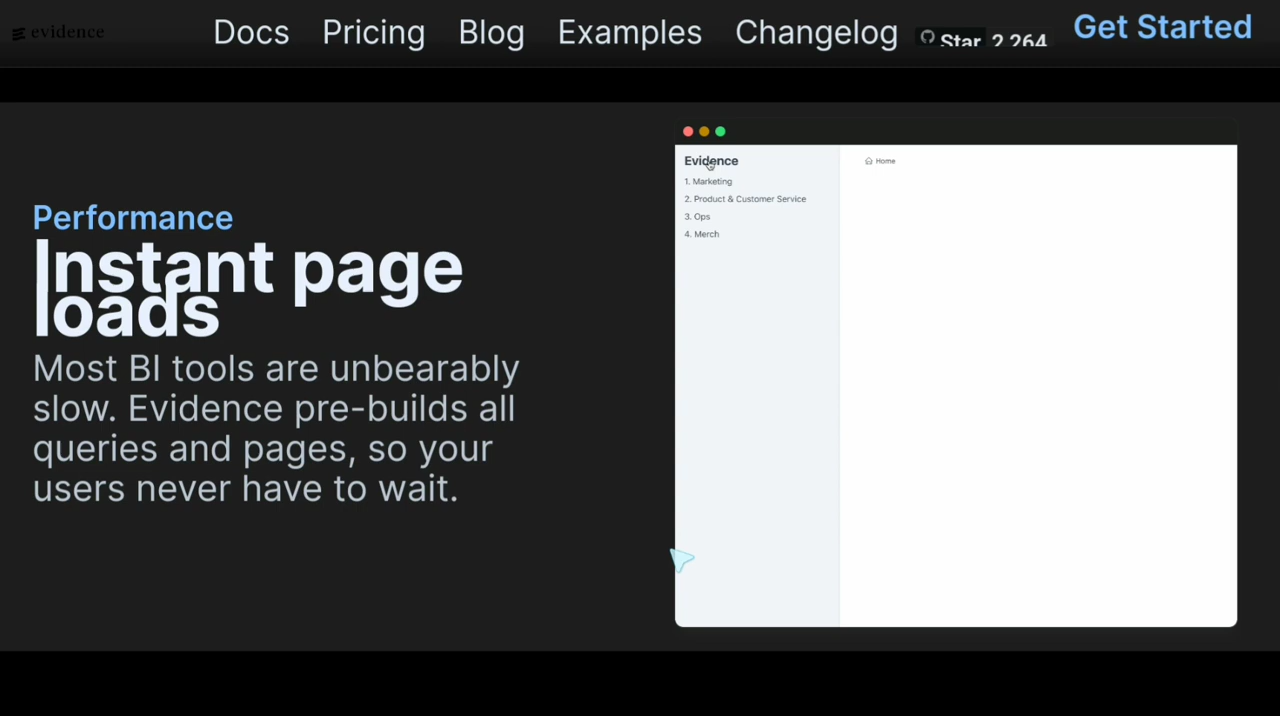 evidence
Docs Pricing Blog Examples Changelog Star 2,264 Get Started
Performance
Instant page
loads
Most BI tools are unbearably
slow. Evidence pre-builds all
queries and pages, so your
users never have to wait.
Evidence
1. Marketing
2. Product & Customer Service
3. Ops
4. Merch
Home